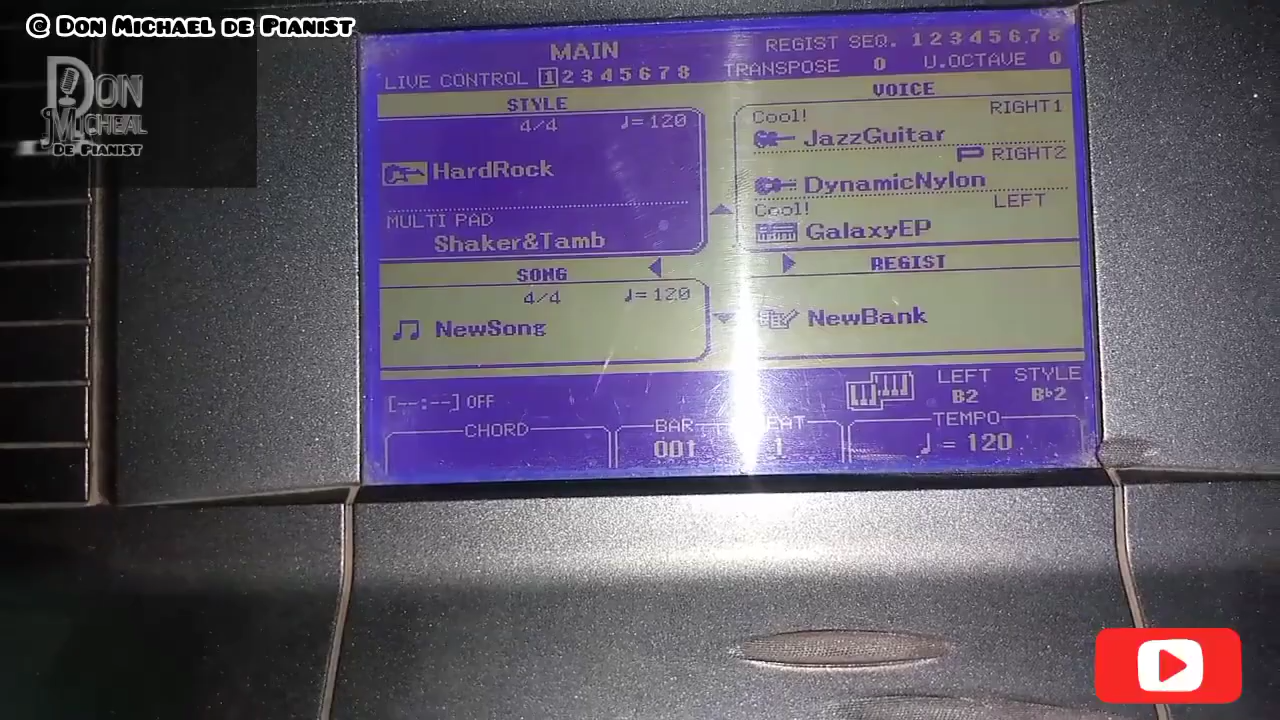 © Don Michael de Pianist
Don
Micheal
De Pianist
MAIN
REGIST SEQ. 1 2 3 4 5 6 7 8
LIVE CONTROL 1 2 3 4 5 6 7 8
TRANSPOSE 0 U.OCTAVE 0
STYLE
4/4 ♩=120
HardRock
MULTI PAD
Shaker&Tamb
VOICE
Cool! RIGHT1
JazzGuitar
RIGHT2
DynamicNylon
Cool! LEFT
GalaxyEP
SONG
4/4 ♩=120
NewSong
REGIST
NewBank
[--:--] OFF
LEFT STYLE
B2 B♭2
CHORD
BAR
001
1
TEMPO
♩ = 120